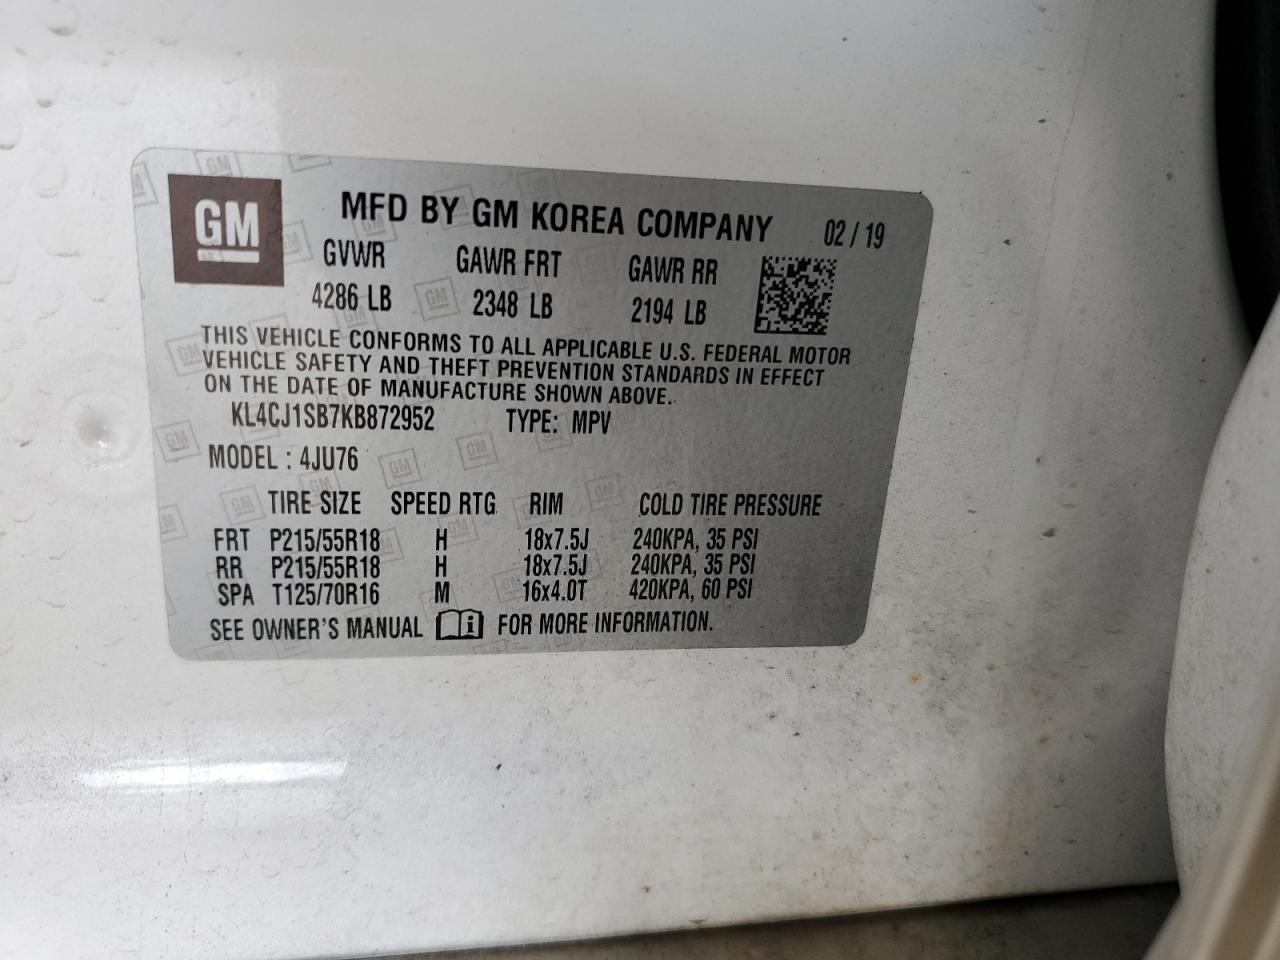 GM
MFD BY GM KOREA COMPANY 02 / 19
GVWR GAWR FRT GAWR RR
4286 LB 2348 LB 2194 LB
THIS VEHICLE CONFORMS TO ALL APPLICABLE U.S. FEDERAL MOTOR
VEHICLE SAFETY AND THEFT PREVENTION STANDARDS IN EFFECT
ON THE DATE OF MANUFACTURE SHOWN ABOVE.
KL4CJ1SB7KB872952 TYPE: MPV
MODEL : 4JU76
TIRE SIZE SPEED RTG RIM COLD TIRE PRESSURE
FRT P215/55R18 H 18x7.5J 240KPA, 35 PSI
RR P215/55R18 H 18x7.5J 240KPA, 35 PSI
SPA T125/70R16 M 16x4.0T 420KPA, 60 PSI
SEE OWNER'S MANUAL i FOR MORE INFORMATION.